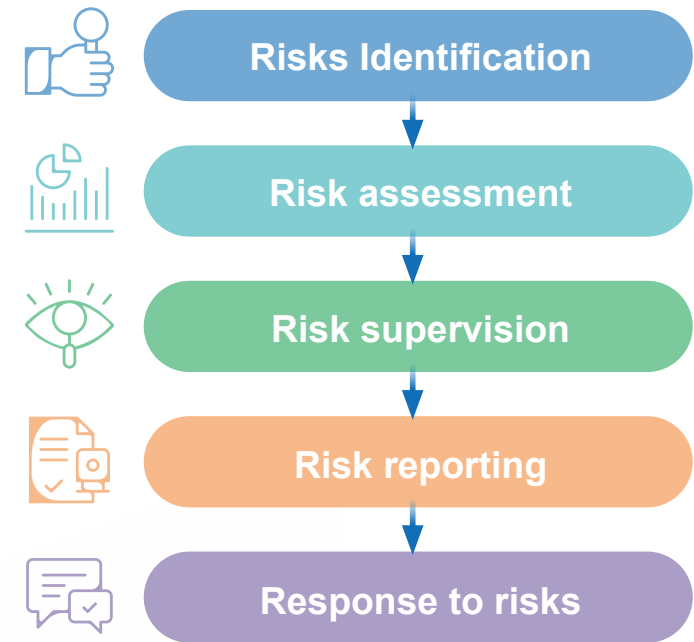 Risks Identification
Risk assessment
Risk supervision
Risk reporting
Response to risks